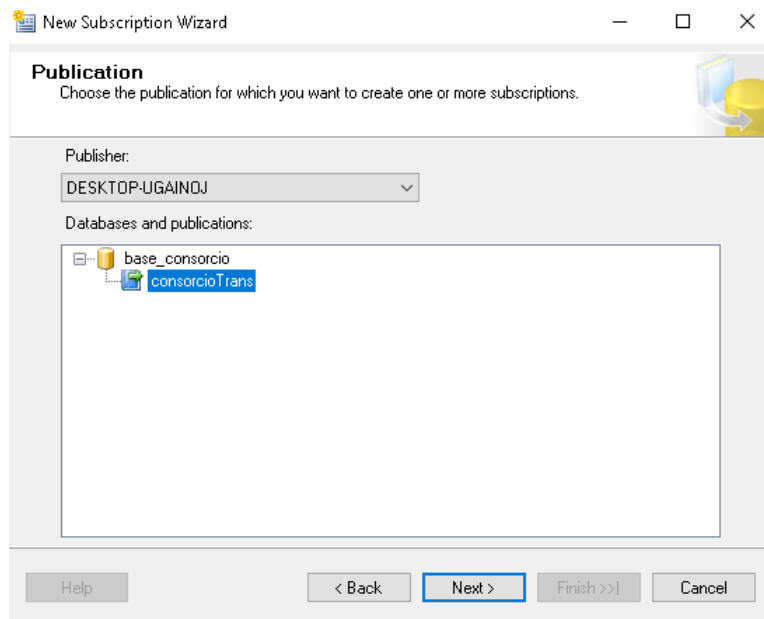 New Subscription Wizard
Publication
Choose the publication for which you want to create one or more subscriptions.
Publisher:
DESKTOP-UGAINOJ
Databases and publications:
base_consorcio
consorcioTrans
Help
< Back
Next >
Finish >>|
Cancel